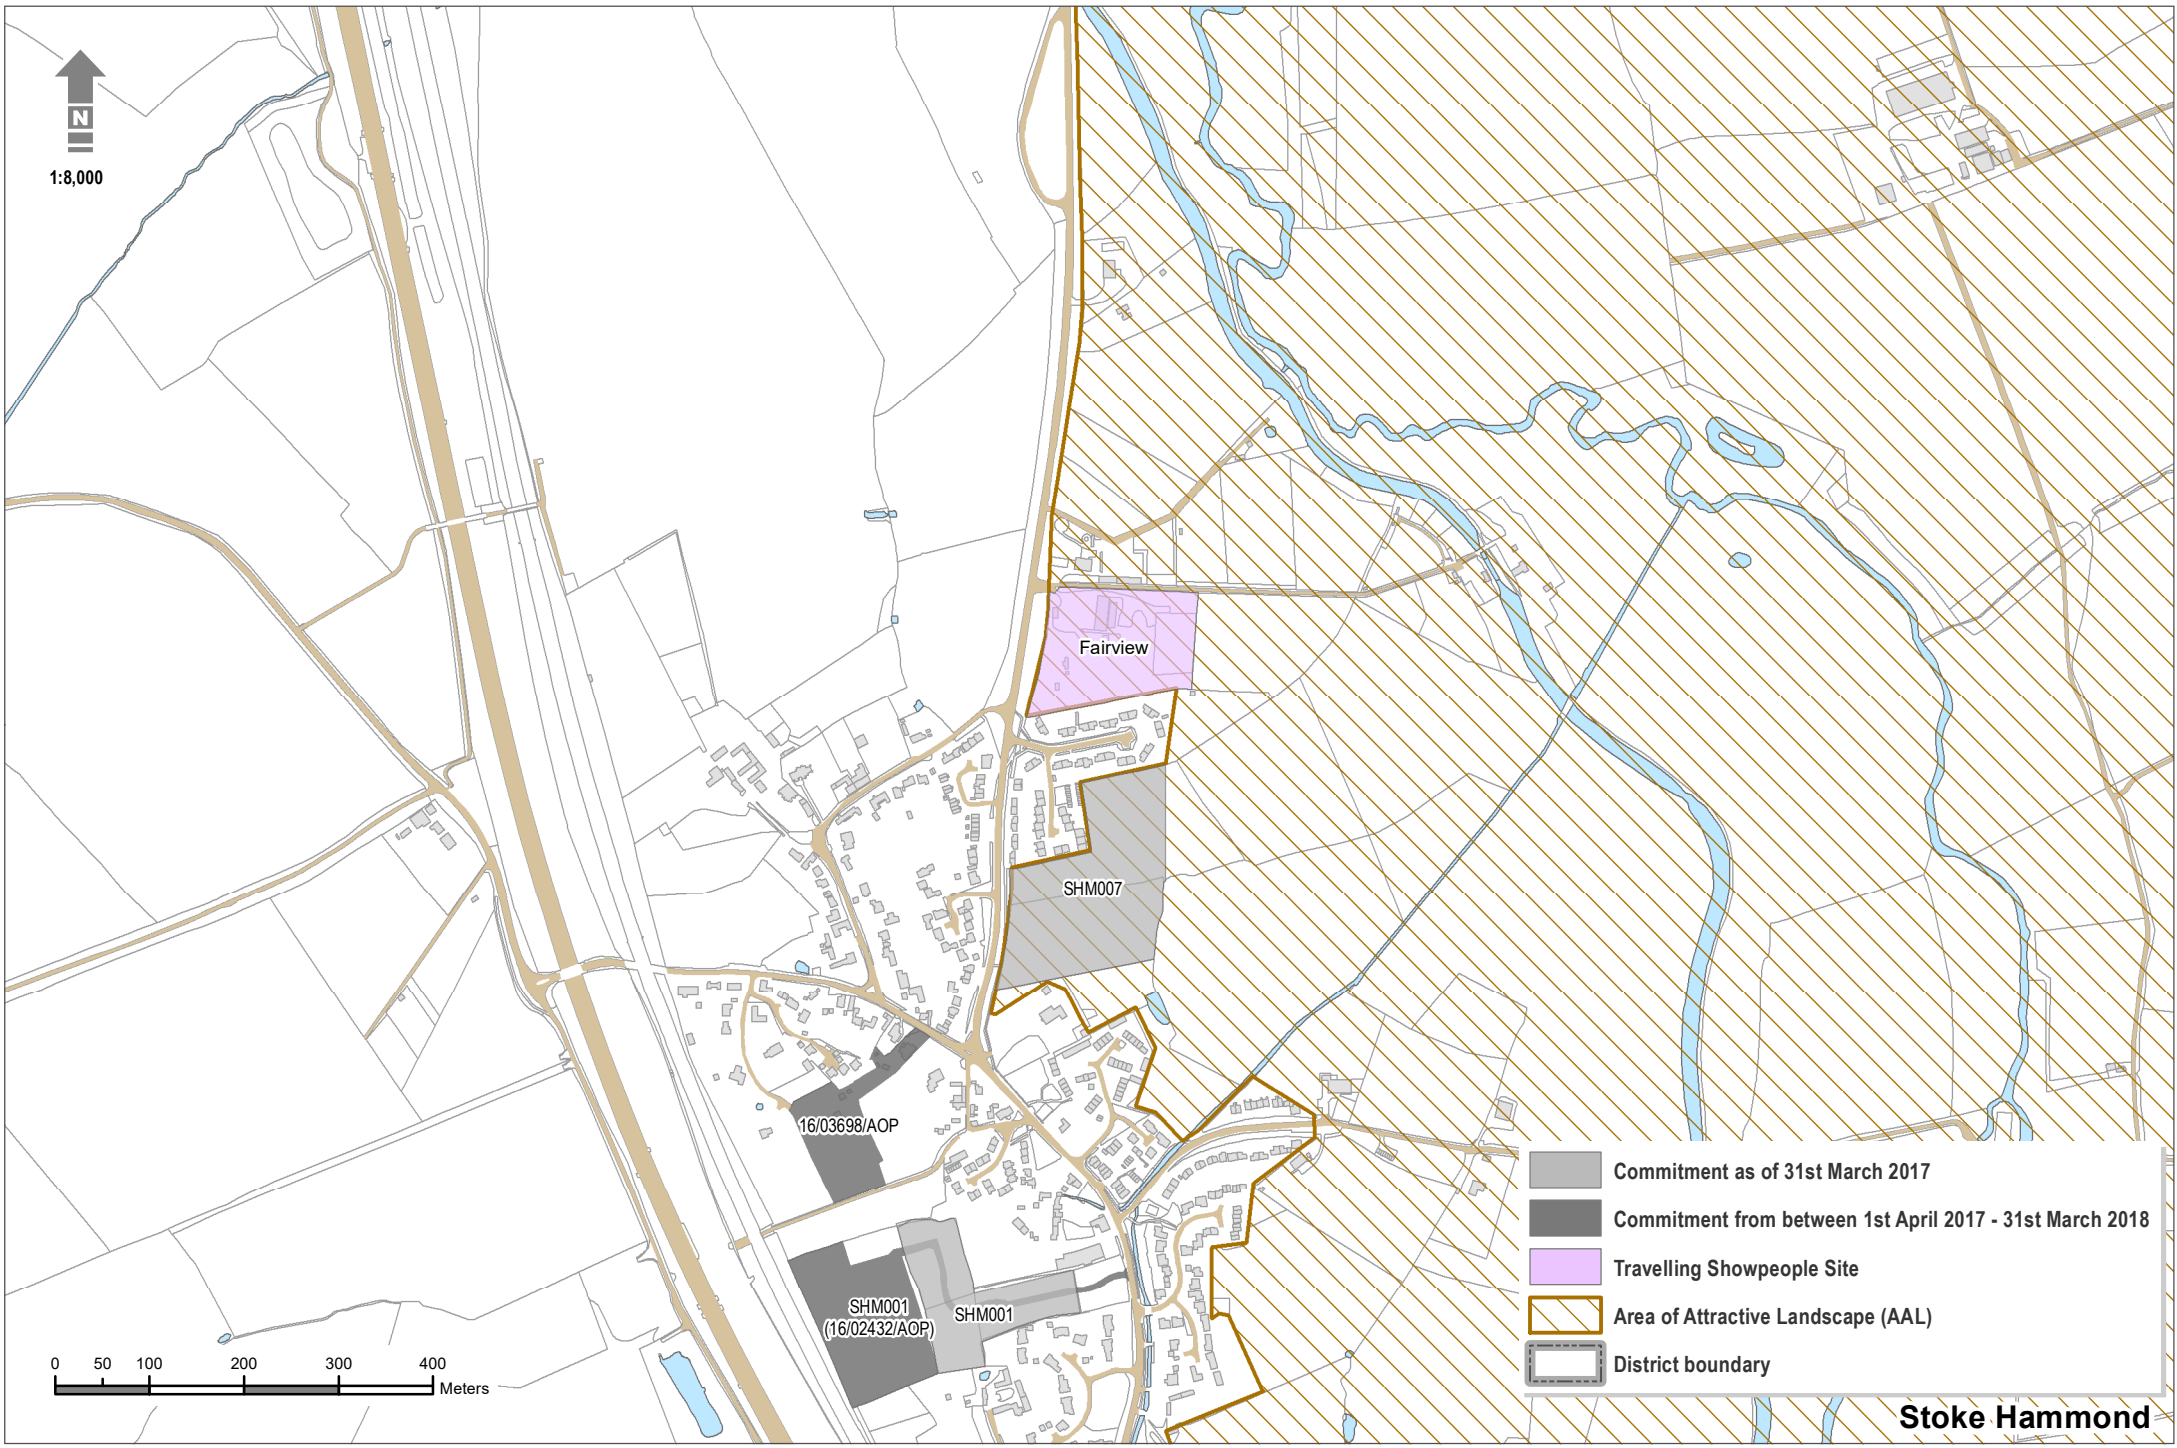 N
1:8,000
Fairview
SHM007
16/03698/AOP
SHM001
(16/02432/AOP)
SHM001
0 50 100 200 300 400
Meters
Commitment as of 31st March 2017
Commitment from between 1st April 2017 - 31st March 2018
Travelling Showpeople Site
Area of Attractive Landscape (AAL)
District boundary
Stoke Hammond